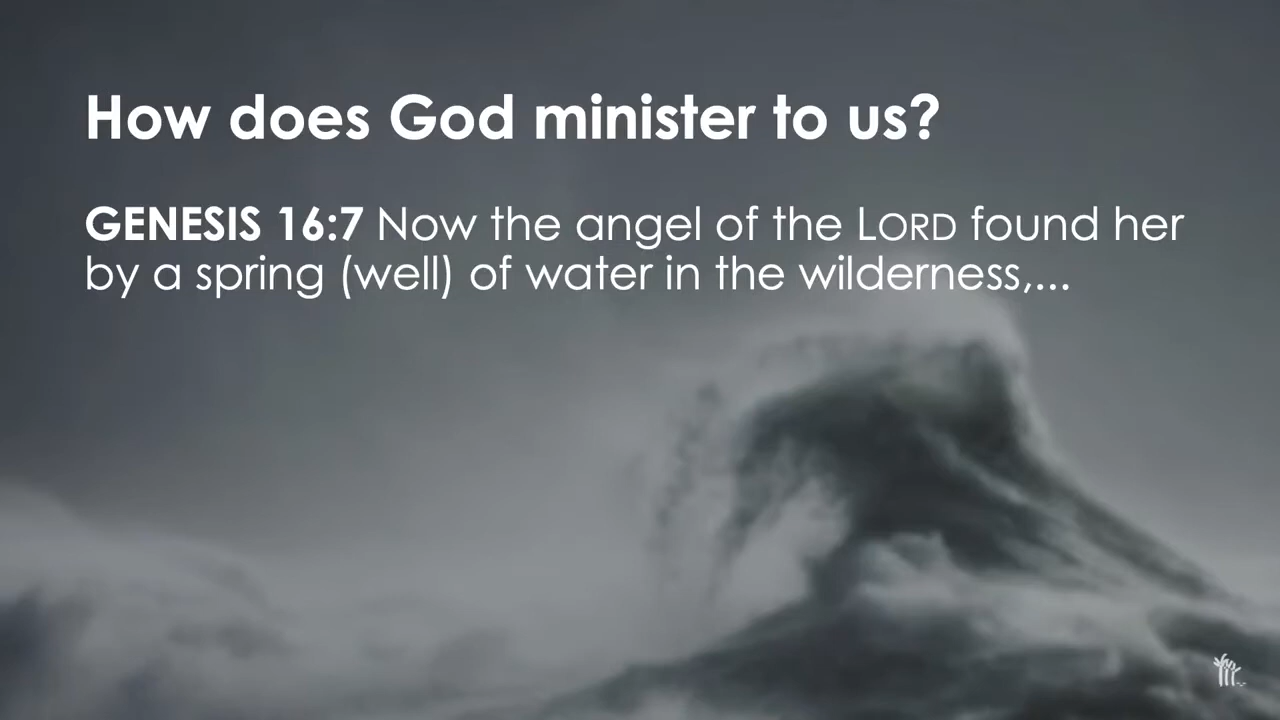 How does God minister to us?
GENESIS 16:7 Now the angel of the LORD found her
by a spring (well) of water in the wilderness,...